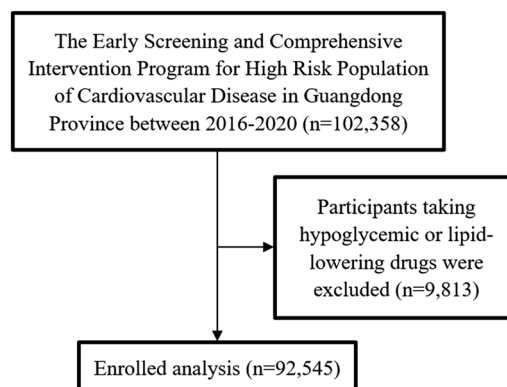 The Early Screening and Comprehensive
Intervention Program for High Risk Population
of Cardiovascular Disease in Guangdong
Province between 2016-2020 (n=102,358)
Participants taking
hypoglycemic or lipid-
lowering drugs were
excluded (n=9,813)
Enrolled analysis (n=92,545)